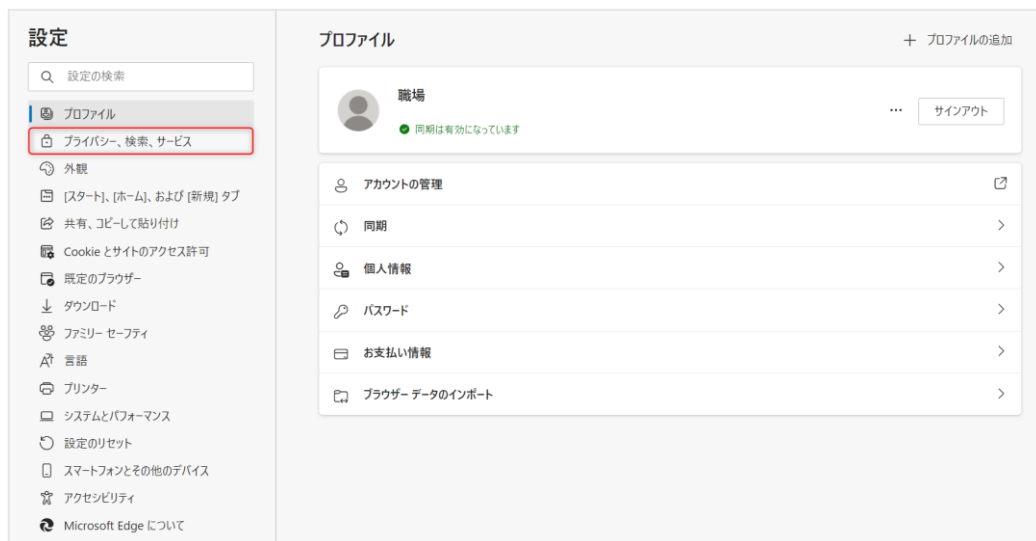 設定
設定の検索
プロファイル
プライバシー、検索、サービス
外観
[スタート]、[ホーム]、および [新規] タブ
共有、コピーして貼り付け
Cookie とサイトのアクセス許可
既定のブラウザー
ダウンロード
ファミリー セーフティ
言語
プリンター
システムとパフォーマンス
設定のリセット
スマートフォンとその他のデバイス
アクセシビリティ
Microsoft Edge について
プロファイル
プロファイルの追加
職場
同期は有効になっています
サインアウト
アカウントの管理
同期
個人情報
パスワード
お支払い情報
ブラウザー データのインポート